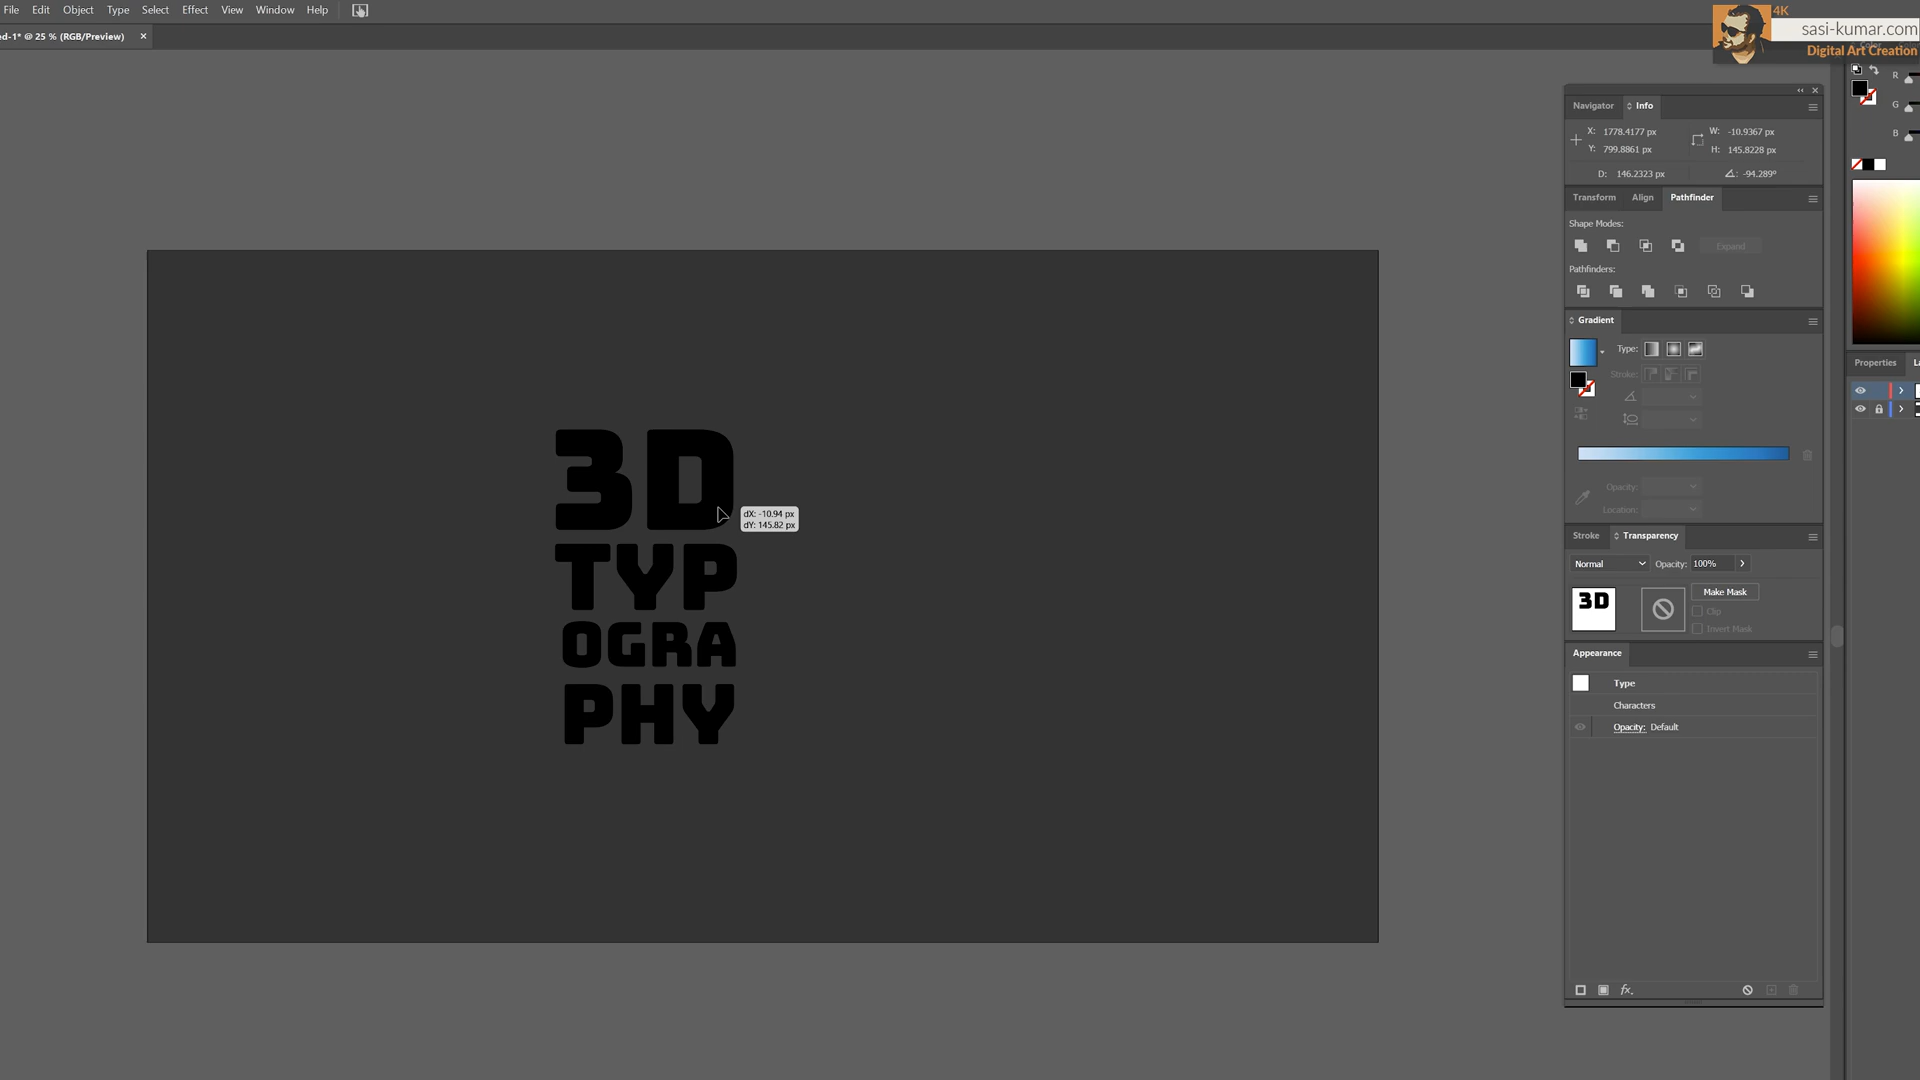 File Edit Object Type Select Effect View Window Help
4K
sasi-kumar.com
Digital Art Creation
ed-1* @ 25 % (RGB/Preview) ×
R
G
B
Navigator Info
X: 1778.4177 px
Y: 799.8861 px
W: -10.9367 px
H: 145.8228 px
D: 146.2323 px
-94.289°
Transform Align Pathfinder
Shape Modes:
Expand
Pathfinders:
Gradient
Type:
Stroke:
Opacity:
Location:
Properties La
Stroke Transparency
Normal Opacity: 100%
3D
Make Mask
Clip
Invert Mask
Appearance
Type
Characters
Opacity: Default
fx.
3D
TYP
OGRA
PHY
dX: -10.94 px
dY: 145.82 px